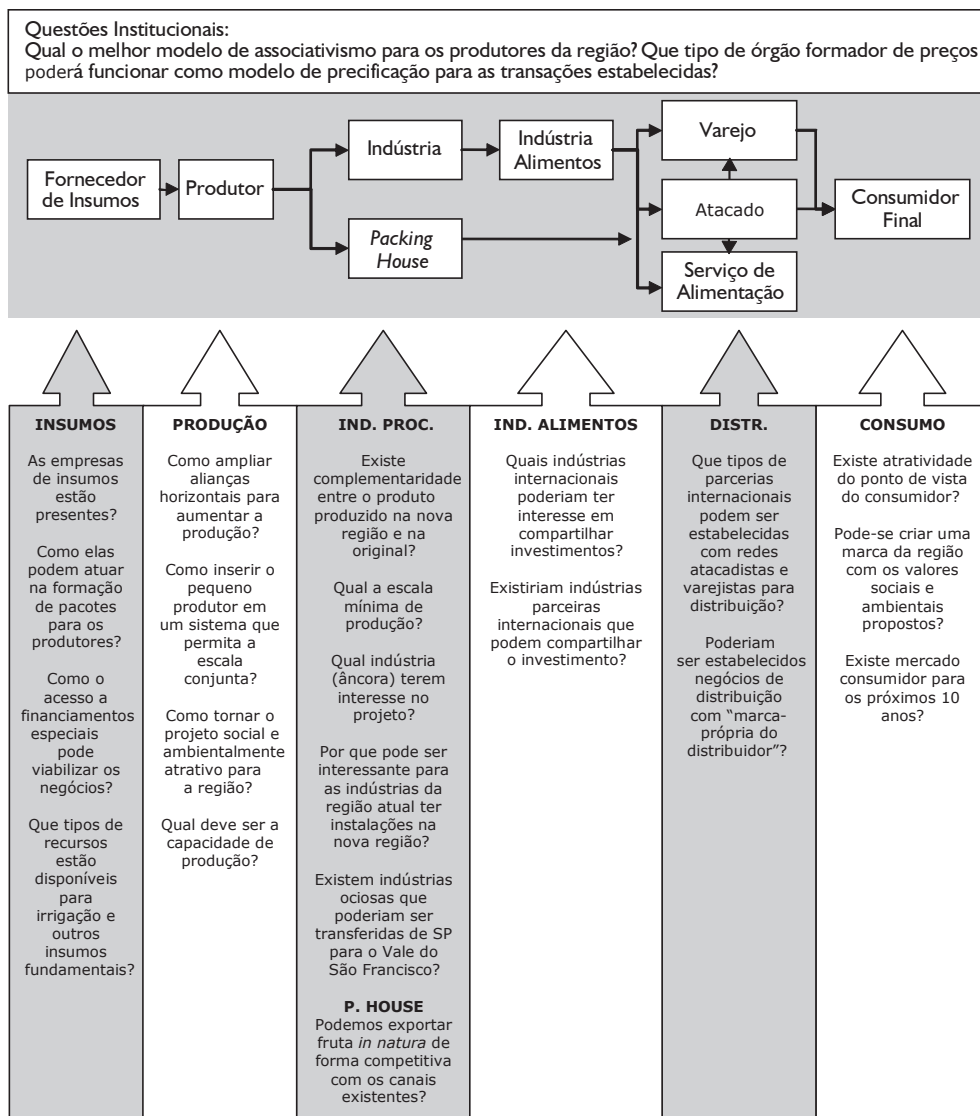 Questões Institucionais:
Qual o melhor modelo de associativismo para os produtores da região? Que tipo de órgão formador de preços
poderá funcionar como modelo de precificação para as transações estabelecidas?
Fornecedor
de Insumos
Produtor
Indústria
Packing
House
Indústria
Alimentos
Varejo
Atacado
Serviço de
Alimentação
Consumidor
Final
INSUMOS
As empresas
de insumos
estão
presentes?
Como elas
podem atuar
na formação
de pacotes
para os
produtores?
Como o
acesso a
financiamentos
especiais
pode
viabilizar os
negócios?
Que tipos de
recursos
estão
disponíveis
para
irrigação e
outros
insumos
fundamentais?
PRODUÇÃO
Como ampliar
alianças
horizontais para
aumentar a
produção?
Como inserir o
pequeno
produtor em
um sistema que
permita a
escala
conjunta?
Como tornar o
projeto social e
ambientalmente
atrativo para
a região?
Qual deve ser a
capacidade de
produção?
IND. PROC.
Existe
complementaridade
entre o produto
produzido na nova
região e na
original?
Qual a escala
mínima de
produção?
Qual indústria
(âncora) terem
interesse no
projeto?
Por que pode ser
interessante para
as indústrias da
região atual ter
instalações na
nova região?
Existem indústrias
ociosas que
poderiam ser
transferidas de SP
para o Vale do
São Francisco?
P. HOUSE
Podemos exportar
fruta in natura de
forma competitiva
com os canais
existentes?
IND. ALIMENTOS
Quais indústrias
internacionais
poderiam ter
interesse em
compartilhar
investimentos?
Existiriam indústrias
parceiras
internacionais que
podem compartilhar
o investimento?
DISTR.
Que tipos de
parcerias
internacionais
podem ser
estabelecidas
com redes
atacadistas e
varejistas para
distribuição?
Poderiam
ser estabelecidos
negócios de
distribuição
com “marca-
própria do
distribuidor”?
CONSUMO
Existe atratividade
do ponto de vista
do consumidor?
Pode-se criar uma
marca da região
com os valores
sociais e
ambientais
propostos?
Existe mercado
consumidor para
os próximos 10
anos?